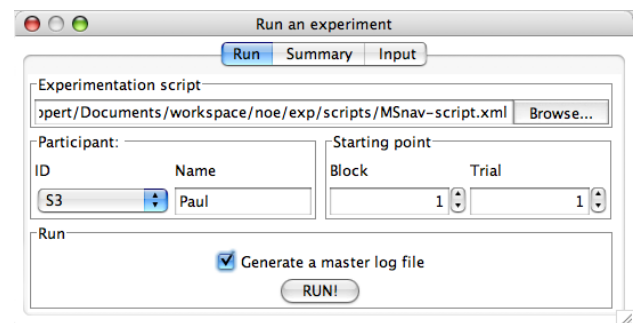 Run an experiment
Run Summary Input
Experimentation script
opert/Documents/workspace/noe/exp/scripts/MSnav-script.xml Browse...
Participant: Starting point
ID Name Block Trial
S3 Paul 1 1
Run
Generate a master log file
RUN!